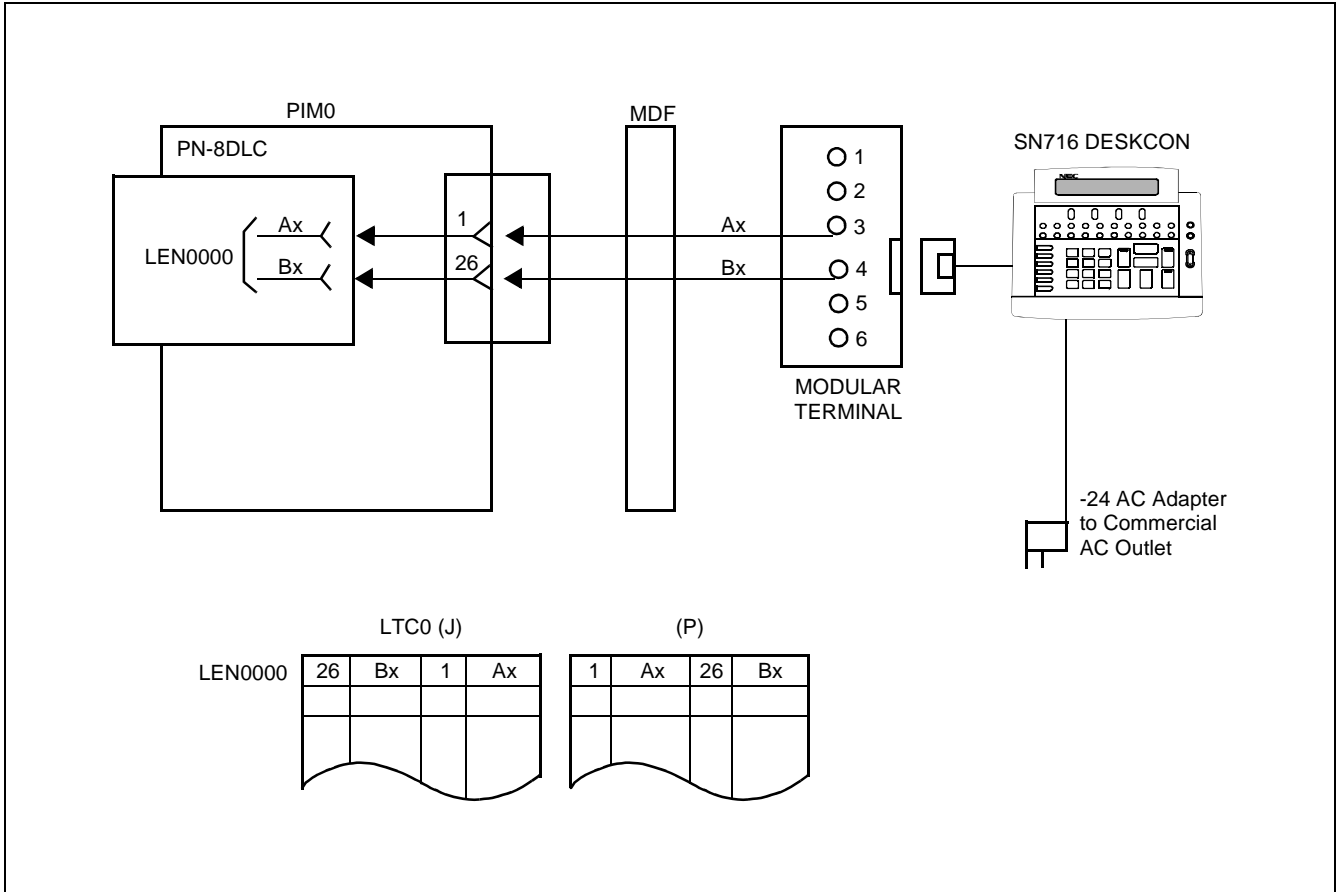 PIM0
MDF
PN-8DLC
SN716 DESKCON
NEC
1
2
3
4
5
6
LEN0000
Ax
Bx
1
26
Ax
Bx
MODULAR
TERMINAL
-24 AC Adapter
to Commercial
AC Outlet
LTC0 (J)
(P)
LEN0000
26 Bx 1 Ax
1 Ax 26 Bx